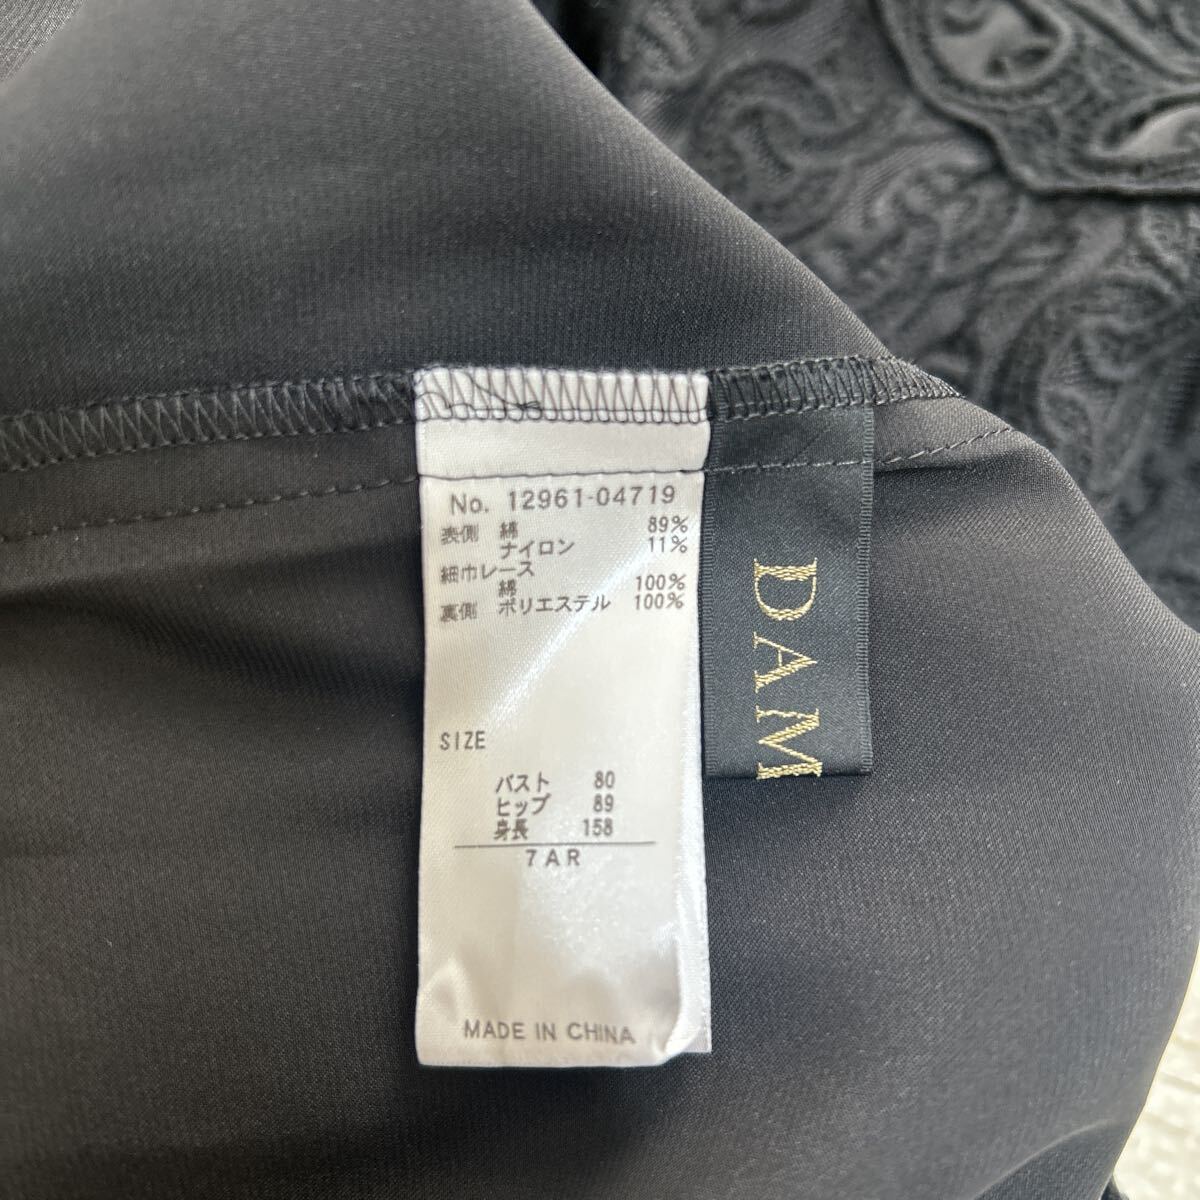 No. 12961-04719
表側 綿 89%
ナイロン 11%
細巾レース
綿 100%
裏側 ポリエステル 100%
SIZE
バスト 80
ヒップ 89
身長 158
7AR
MADE IN CHINA
DAM